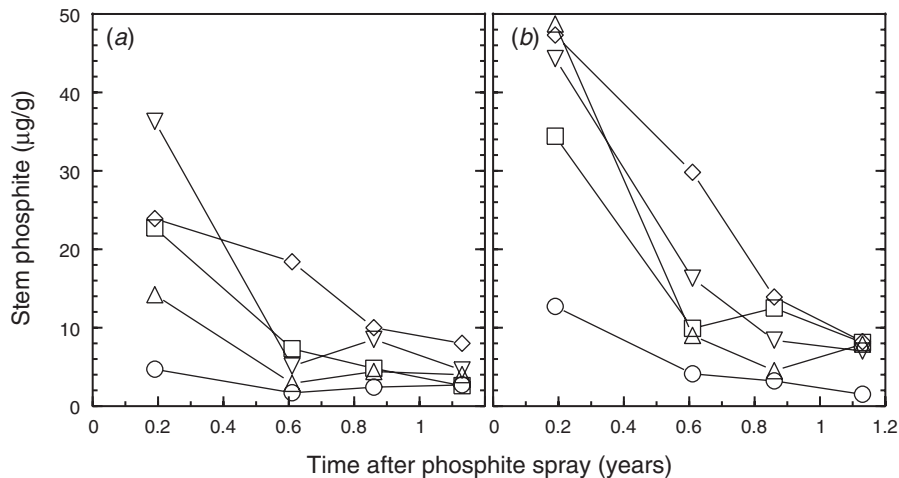 50
40
30
20
10
0
Stem phosphite (µg/g)
(a)
(b)
0 0.2 0.4 0.6 0.8 1 0 0.2 0.4 0.6 0.8 1 1.2
Time after phosphite spray (years)